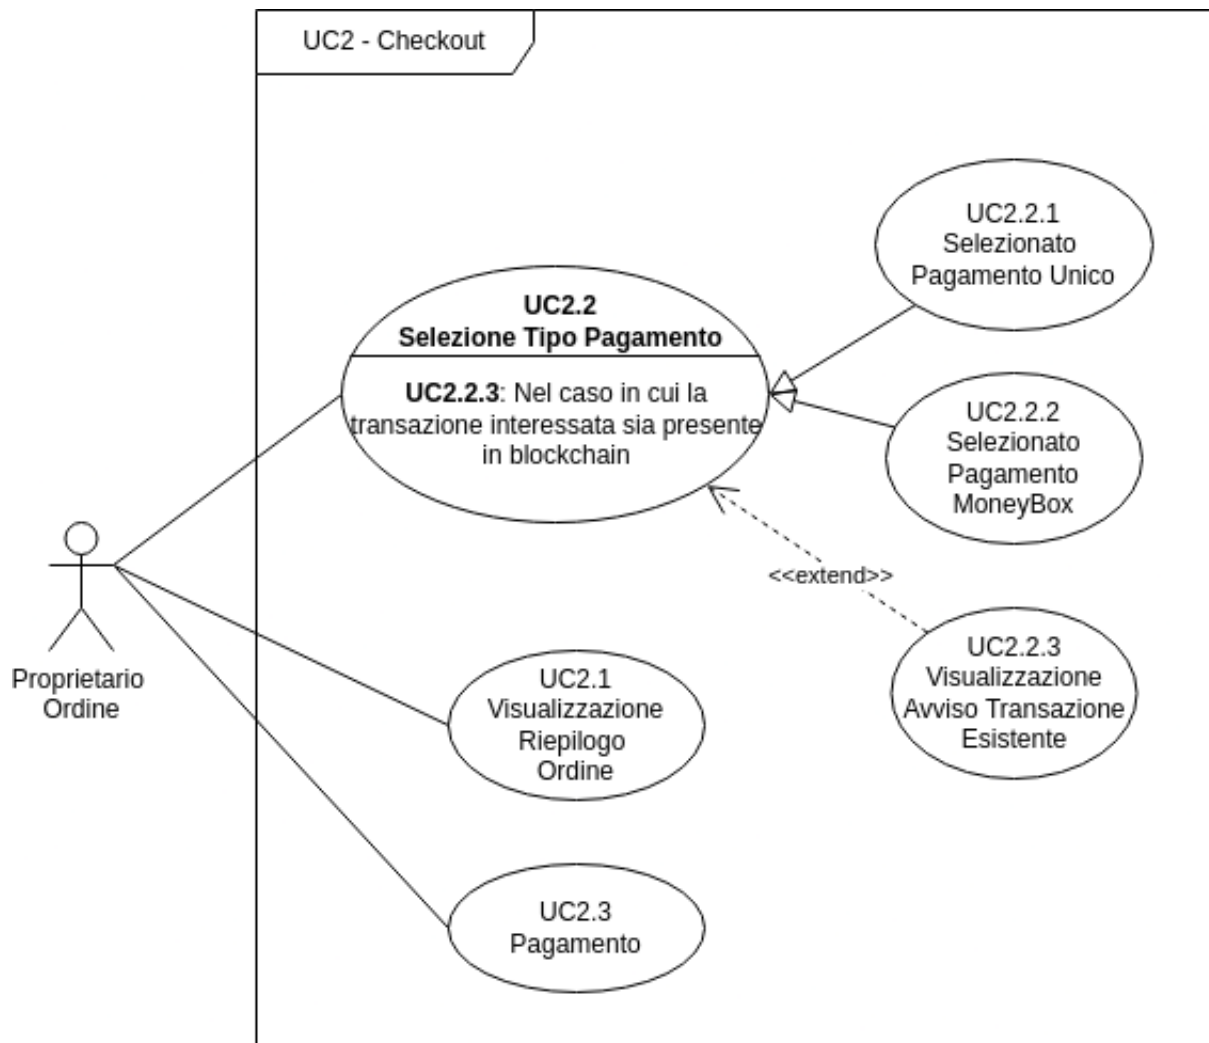 UC2 - Checkout
UC2.2.1
Selezionato
Pagamento Unico
UC2.2
Selezione Tipo Pagamento
UC2.2.3: Nel caso in cui la
transazione interessata sia presente
in blockchain
UC2.2.2
Selezionato
Pagamento
MoneyBox
<<extend>>
UC2.2.3
Visualizzazione
Avviso Transazione
Esistente
Proprietario
Ordine
UC2.1
Visualizzazione
Riepilogo
Ordine
UC2.3
Pagamento